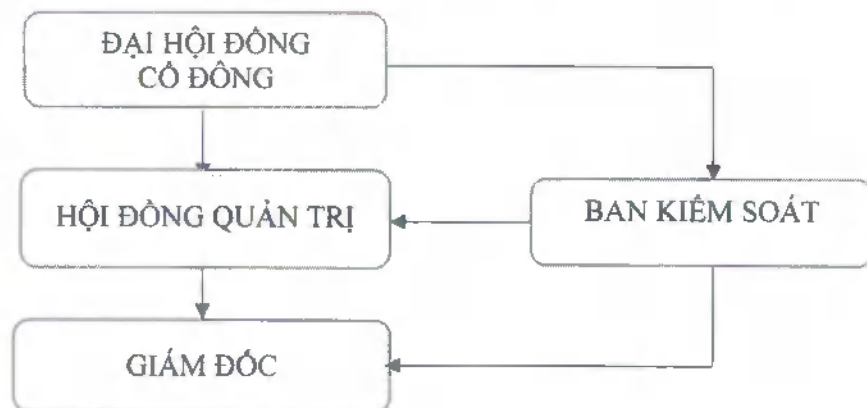 ĐẠI HỘI ĐỒNG
CỔ ĐÔNG
HỘI ĐỒNG QUẢN TRỊ
BAN KIỂM SOÁT
GIÁM ĐỐC